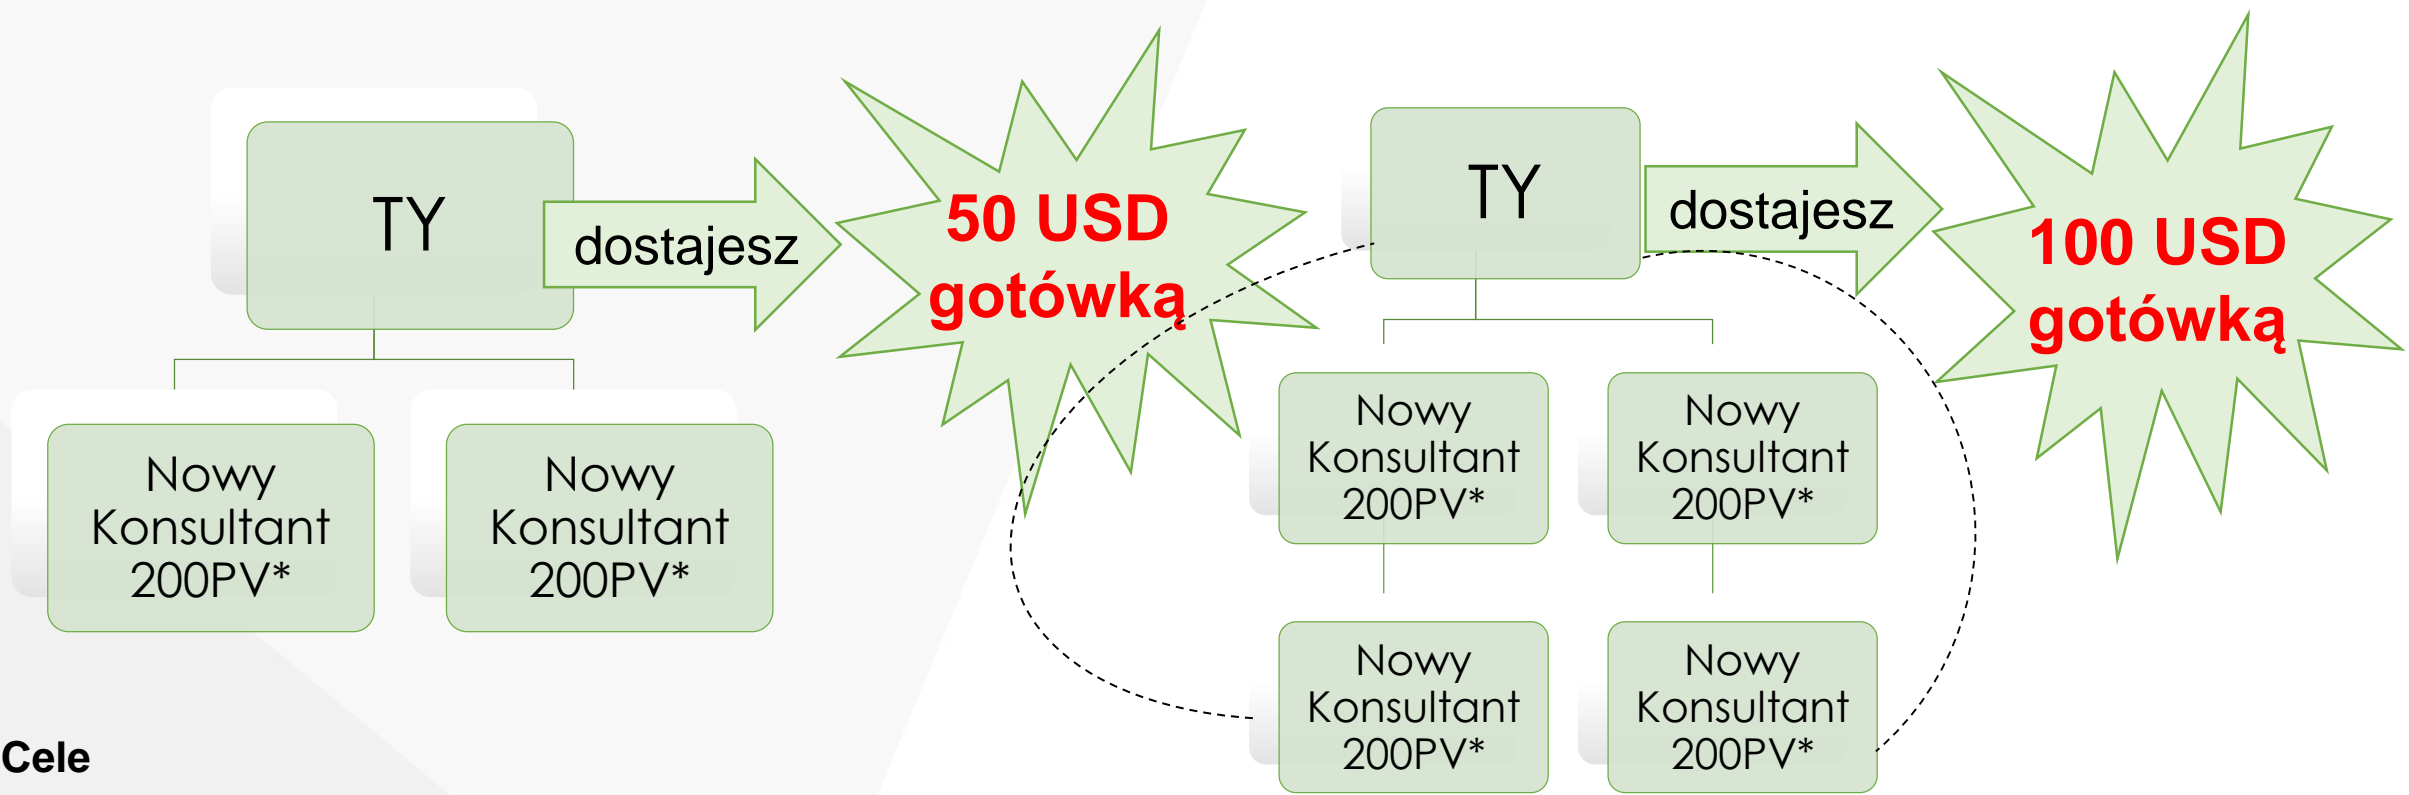 TY
dostajesz
50 USD
gotówką
Nowy
Konsultant
200PV*
Nowy
Konsultant
200PV*
TY
dostajesz
100 USD
gotówką
Nowy
Konsultant
200PV*
Nowy
Konsultant
200PV*
Nowy
Konsultant
200PV*
Nowy
Konsultant
200PV*
Cele